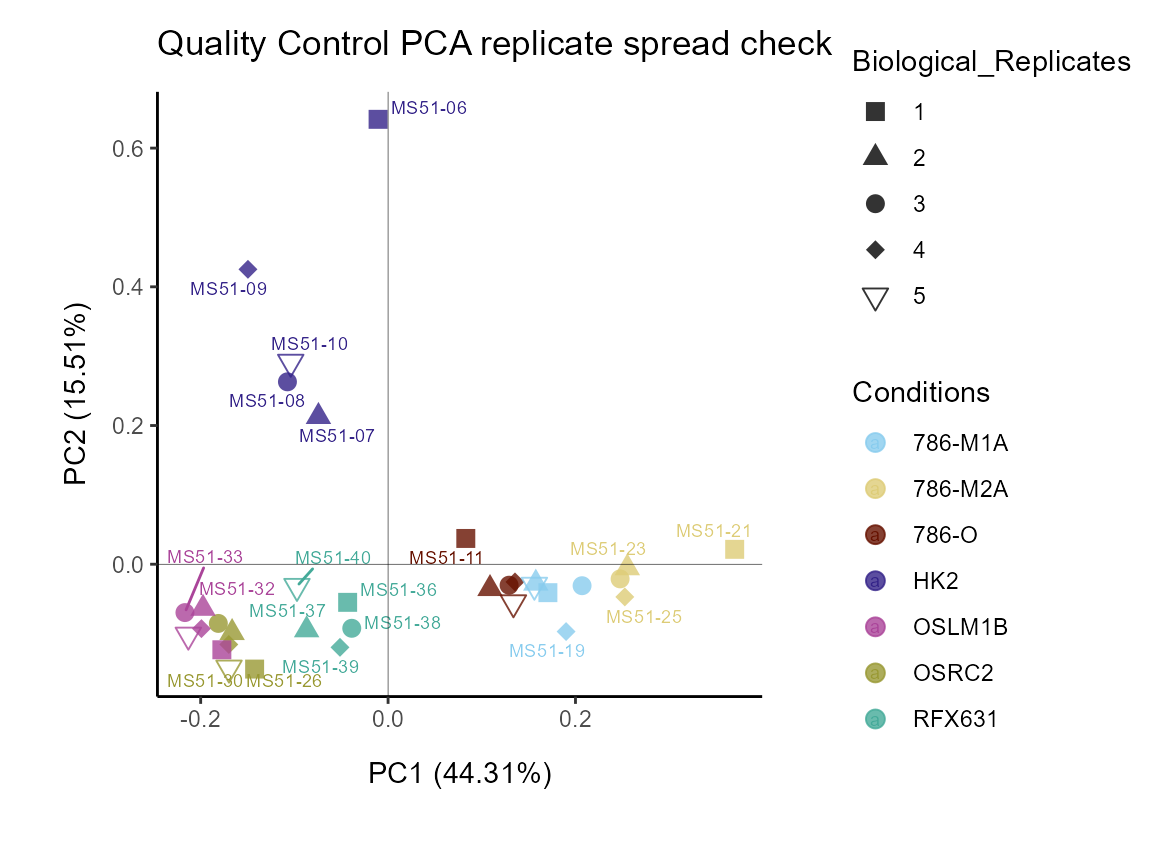 Quality Control PCA replicate spread check
Biological_Replicates
1
2
3
4
5
Conditions
a 786-M1A
a 786-M2A
a 786-O
a HK2
a OSLM1B
a OSRC2
a RFX631
PC2 (15.51%)
0.6
0.4
0.2
0.0
MS51-06
MS51-09
MS51-10
MS51-08
MS51-07
MS51-21
MS51-23
MS51-11
MS51-33
MS51-40
MS51-32
MS51-36
MS51-37
MS51-38
MS51-25
MS51-19
MS51-39
MS51-30
MS51-26
-0.2
0.0
0.2
PC1 (44.31%)